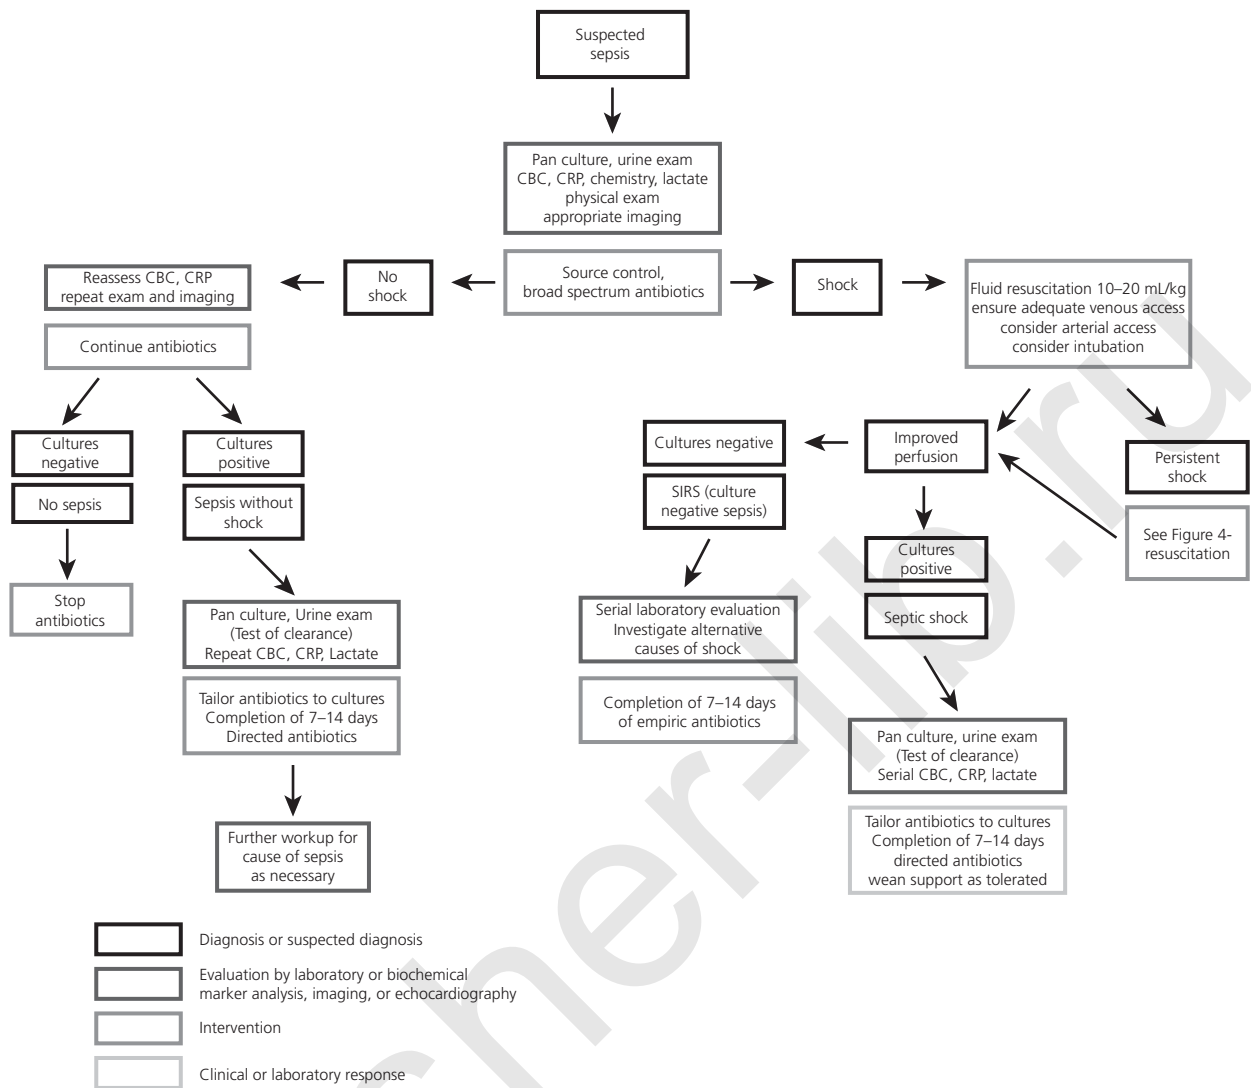 Suspected
sepsis
Pan culture, urine exam
CBC, CRP, chemistry, lactate
physical exam
appropriate imaging
Source control,
broad spectrum antibiotics
No
shock
Reassess CBC, CRP
repeat exam and imaging
Continue antibiotics
Shock
Fluid resuscitation 10–20 mL/kg
ensure adequate venous access
consider arterial access
consider intubation
Cultures
negative
No sepsis
Stop
antibiotics
Cultures
positive
Sepsis without
shock
Pan culture, Urine exam
(Test of clearance)
Repeat CBC, CRP, Lactate
Tailor antibiotics to cultures
Completion of 7–14 days
Directed antibiotics
Further workup for
cause of sepsis
as necessary
Cultures negative
SIRS (culture
negative sepsis)
Serial laboratory evaluation
Investigate alternative
causes of shock
Completion of 7–14 days
of empiric antibiotics
Improved
perfusion
Cultures
positive
Septic shock
Pan culture, urine exam
(Test of clearance)
Serial CBC, CRP, lactate
Tailor antibiotics to cultures
Completion of 7–14 days
directed antibiotics
wean support as tolerated
Persistent
shock
See Figure 4-
resuscitation
Diagnosis or suspected diagnosis
Evaluation by laboratory or biochemical
marker analysis, imaging, or echocardiography
Intervention
Clinical or laboratory response
cher-lib.ru